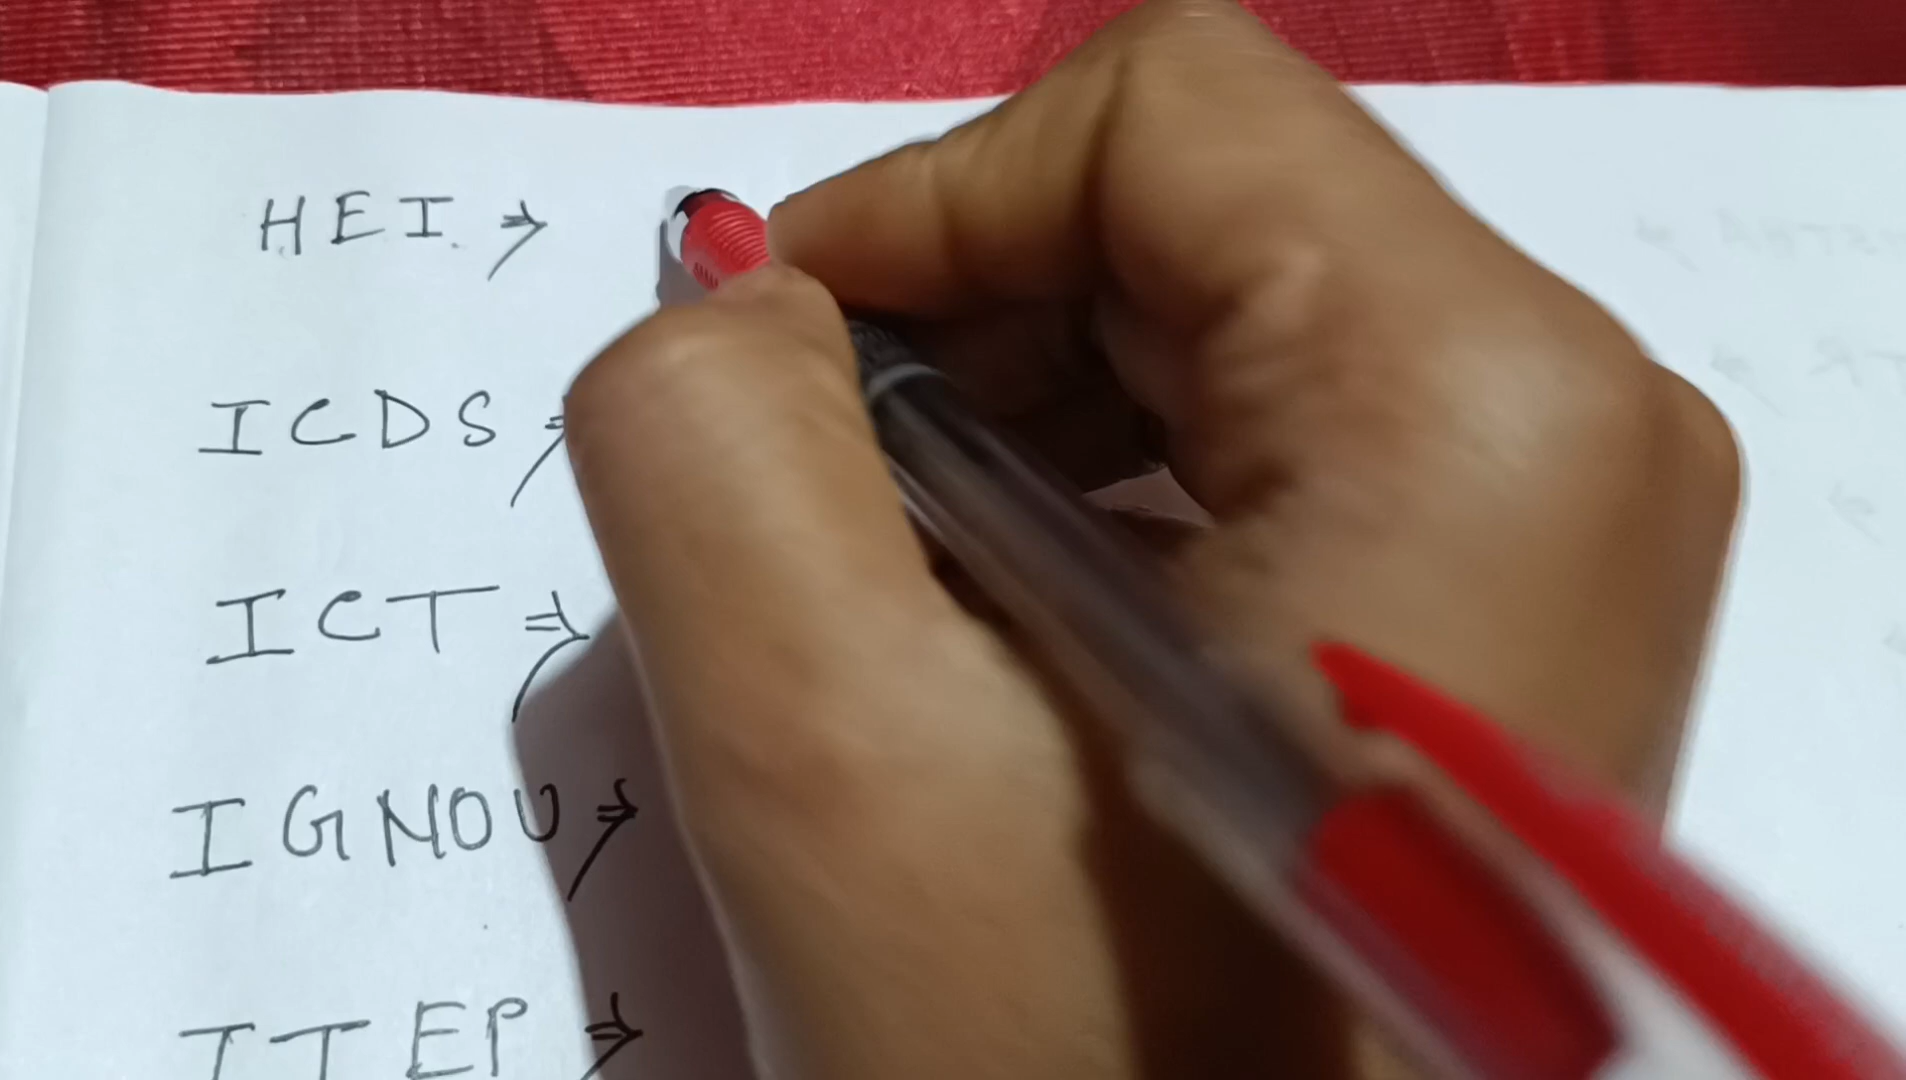 HEI →
ICDS →
ICT ⇒
IGNOU ⇒
ITEP ⇒